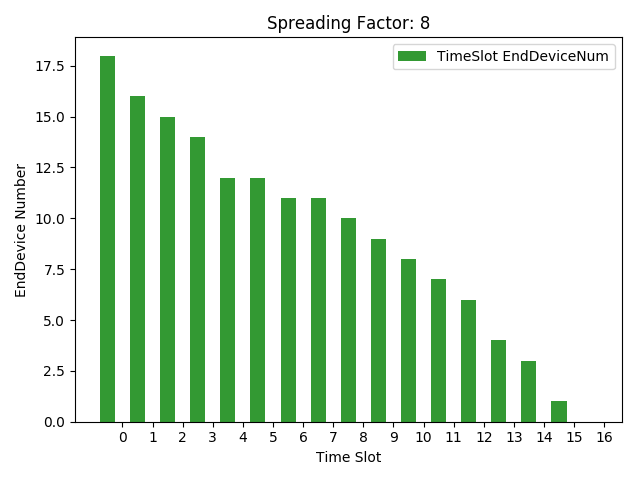 Spreading Factor: 8
TimeSlot EndDeviceNum
EndDevice Number
17.5
15.0
12.5
10.0
7.5
5.0
2.5
0.0
0 1 2 3 4 5 6 7 8 9 10 11 12 13 14 15 16
Time Slot